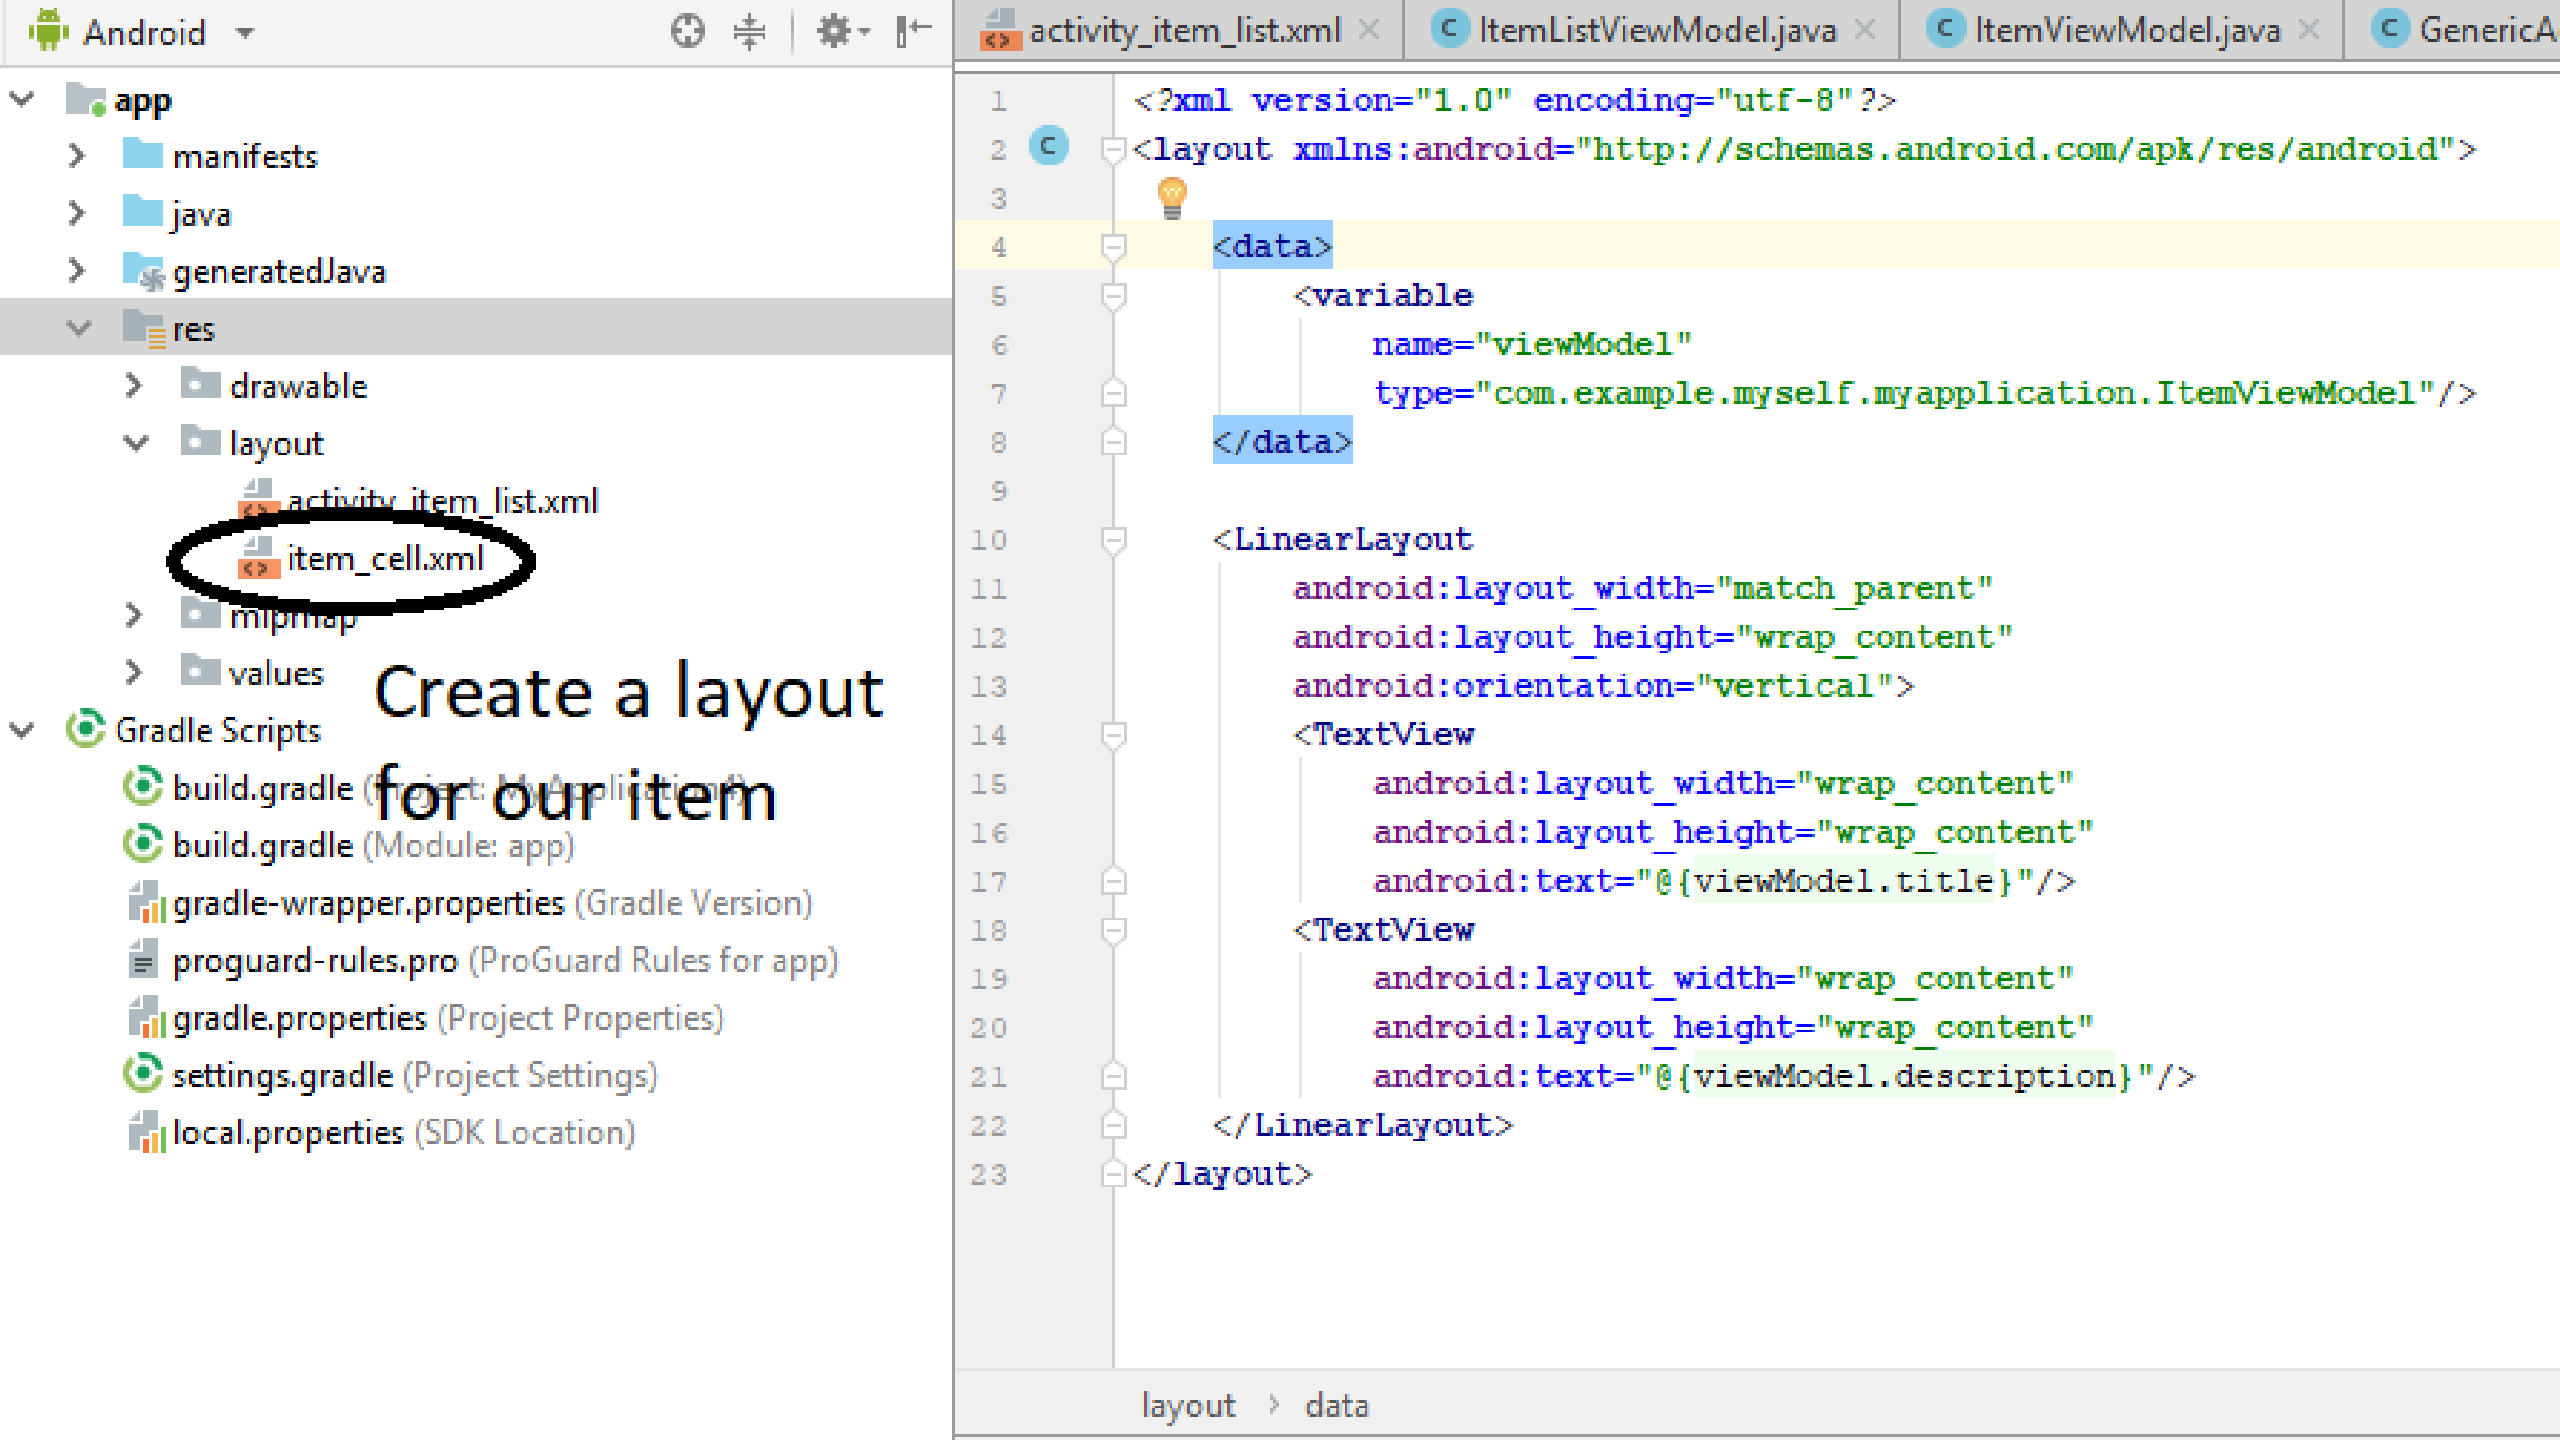 Android
app
manifests
java
generatedJava
res
drawable
layout
activity_item_list.xml
item_cell.xml
mipmap
values
Create a layout
for our item
Gradle Scripts
build.gradle (Project: MyApplication4)
build.gradle (Module: app)
gradle-wrapper.properties (Gradle Version)
proguard-rules.pro (ProGuard Rules for app)
gradle.properties (Project Properties)
settings.gradle (Project Settings)
local.properties (SDK Location)
activity_item_list.xml ItemListViewModel.java ItemViewModel.java GenericA
1 <?xml version="1.0" encoding="utf-8"?>
2 <layout xmlns:android="http://schemas.android.com/apk/res/android">
3
4 <data>
5 <variable
6 name="viewModel"
7 type="com.example.myself.myapplication.ItemViewModel"/>
8 </data>
9
10 <LinearLayout
11 android:layout_width="match_parent"
12 android:layout_height="wrap_content"
13 android:orientation="vertical">
14 <TextView
15 android:layout_width="wrap_content"
16 android:layout_height="wrap_content"
17 android:text="@{viewModel.title}"/>
18 <TextView
19 android:layout_width="wrap_content"
20 android:layout_height="wrap_content"
21 android:text="@{viewModel.description}"/>
22 </LinearLayout>
23 </layout>
layout > data